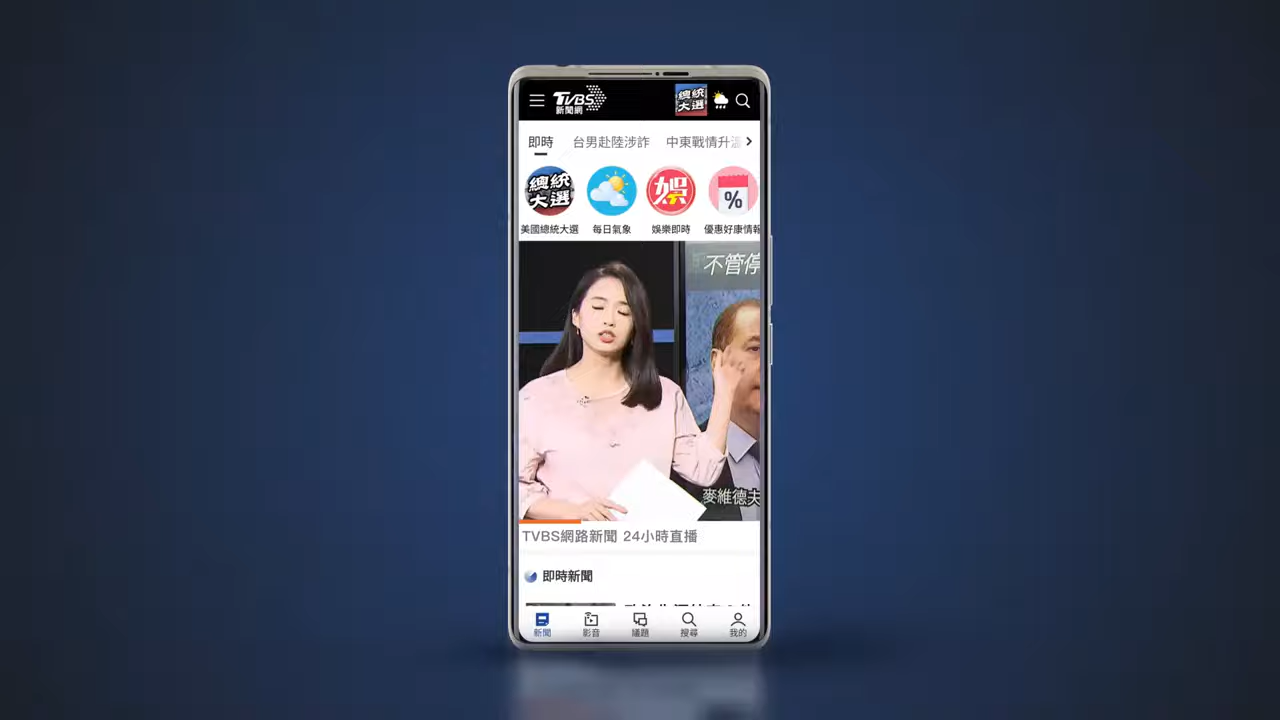 TVBS
新聞網
總統
大選
即時 台男赴陸涉詐 中東戰情升溫
總統
大選
娛
%
美國總統大選 每日氣象 娛樂即時 優惠好康情報
不管停
麥維德夫
TVBS網路新聞 24小時直播
即時新聞
新聞 影音 議題 搜尋 我的